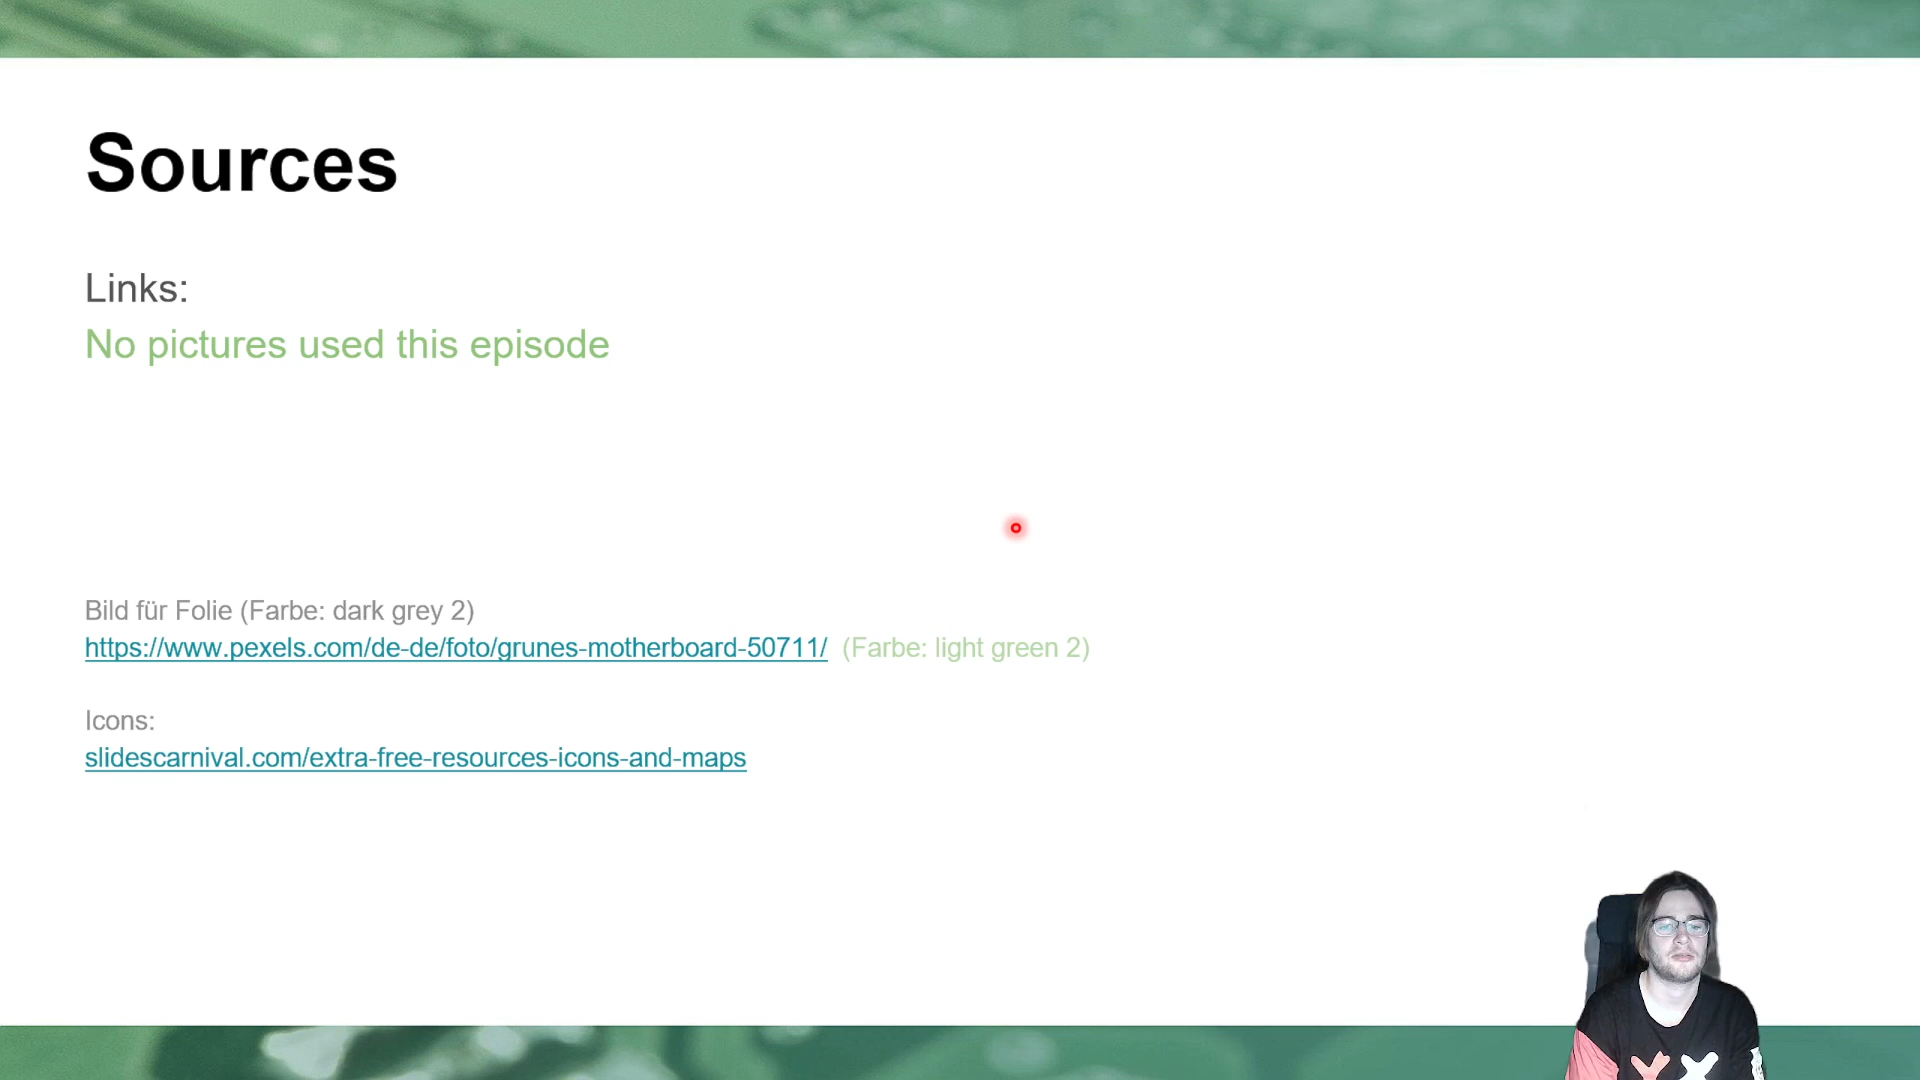 Sources
Links:
No pictures used this episode
Bild für Folie (Farbe: dark grey 2)
https://www.pexels.com/de-de/foto/grunes-motherboard-50711/ (Farbe: light green 2)
Icons:
slidescarnival.com/extra-free-resources-icons-and-maps
Y X